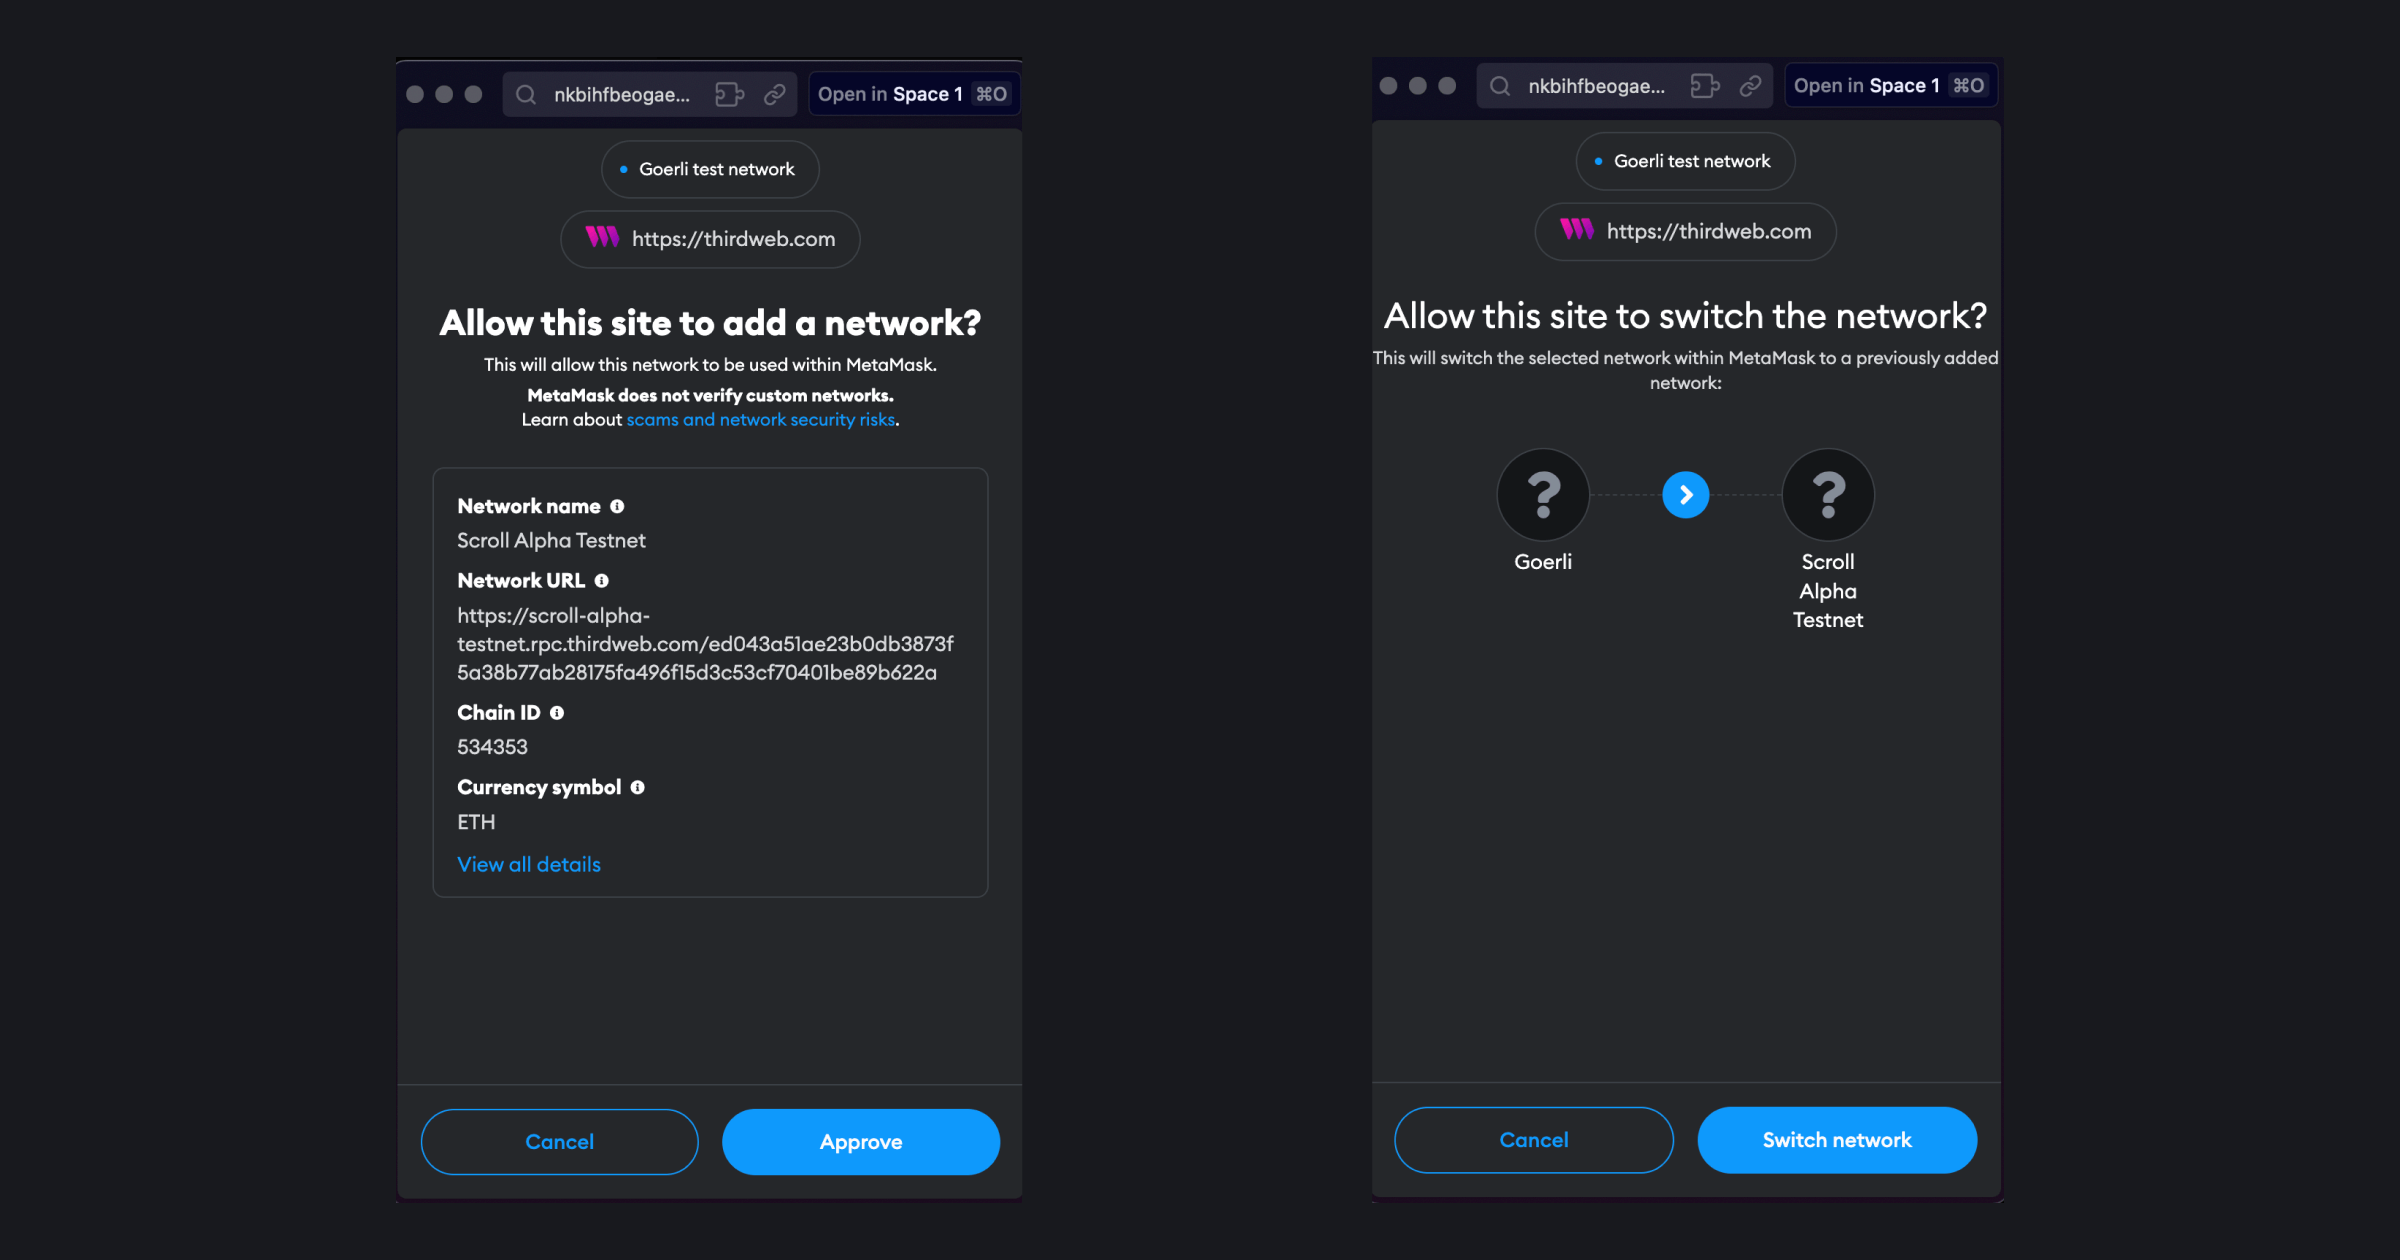 nkbihfbeogae...
Open in Space 1 ⌘O
Goerli test network
https://thirdweb.com
Allow this site to add a network?
This will allow this network to be used within MetaMask.
MetaMask does not verify custom networks.
Learn about scams and network security risks.
Network name
Scroll Alpha Testnet
Network URL
https://scroll-alpha-
testnet.rpc.thirdweb.com/ed043a51ae23b0db3873f
5a38b77ab28175fa496f15d3c53cf70401be89b622a
Chain ID
534353
Currency symbol
ETH
View all details
Cancel
Approve
nkbihfbeogae...
Open in Space 1 ⌘O
Goerli test network
https://thirdweb.com
Allow this site to switch the network?
This will switch the selected network within MetaMask to a previously added
network:
?
?
Goerli
Scroll
Alpha
Testnet
Cancel
Switch network